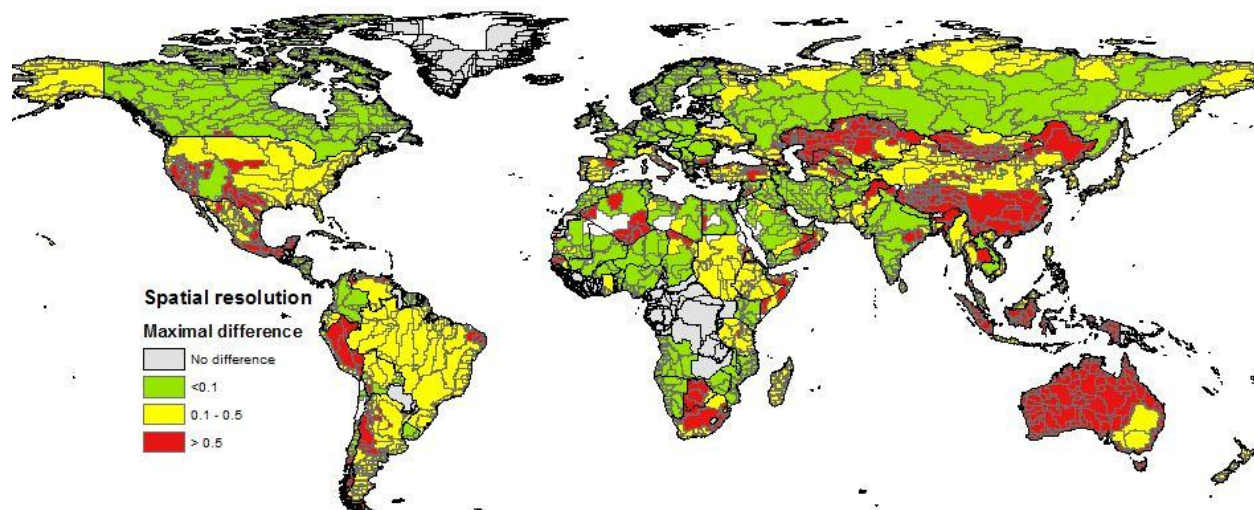 Spatial resolution
Maximal difference
No difference
<0.1
0.1 - 0.5
> 0.5